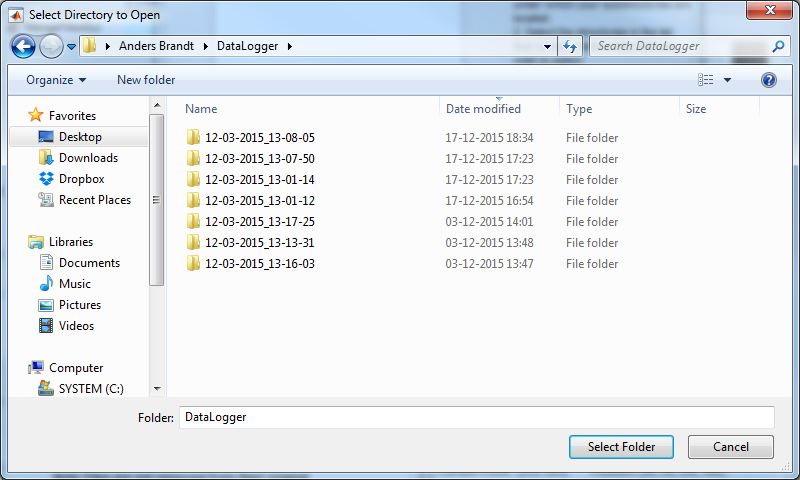 Select Directory to Open
Anders Brandt DataLogger
Search DataLogger
Organize New folder
Name Date modified Type Size
Favorites
Desktop
Downloads
Dropbox
Recent Places
Libraries
Documents
Music
Pictures
Videos
Computer
SYSTEM (C:)
12-03-2015_13-08-05 17-12-2015 18:34 File folder
12-03-2015_13-07-50 17-12-2015 17:23 File folder
12-03-2015_13-01-14 17-12-2015 17:23 File folder
12-03-2015_13-01-12 17-12-2015 16:54 File folder
12-03-2015_13-17-25 03-12-2015 14:01 File folder
12-03-2015_13-13-31 03-12-2015 13:48 File folder
12-03-2015_13-16-03 03-12-2015 13:47 File folder
Folder: DataLogger
Select Folder Cancel